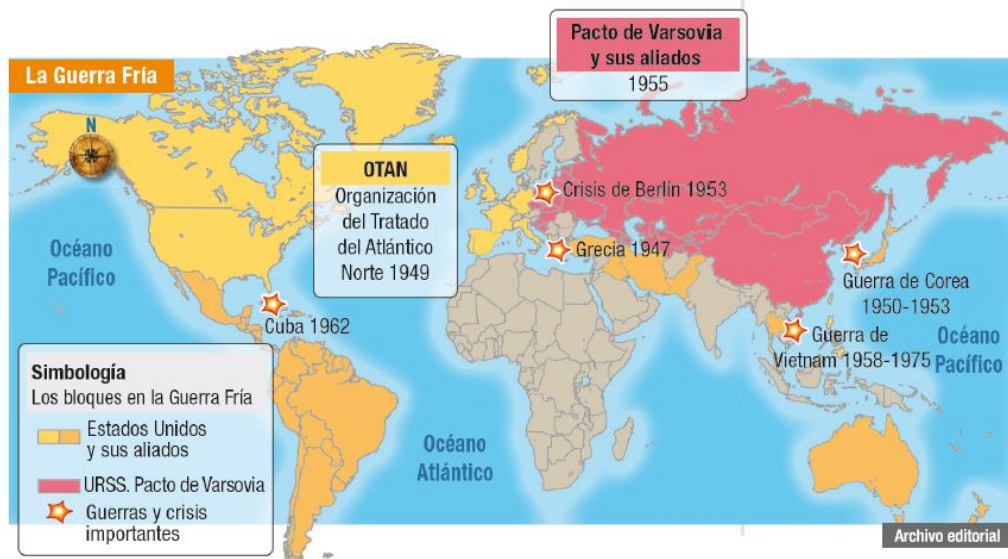 La Guerra Fría
N
Pacto de Varsovia
y sus aliados
1955
OTAN
Organización
del Tratado
del Atlántico
Norte 1949
Crisis de Berlín 1953
Grecia 1947
Océano
Pacífico
Cuba 1962
Guerra de Corea
1950-1953
Guerra de
Vietnam 1958-1975
Océano
Pacífico
Océano
Atlántico
Simbología
Los bloques en la Guerra Fría
Estados Unidos
y sus aliados
URSS. Pacto de Varsovia
Guerras y crisis
importantes
Archivo editorial